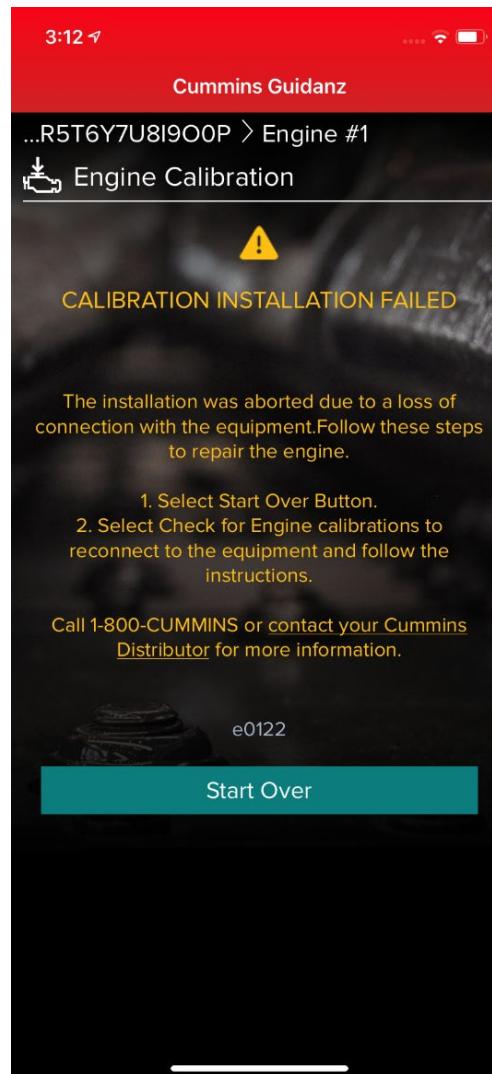 3:12
Cummins Guidanz
...R5T6Y7U8I9O0P > Engine #1
Engine Calibration
CALIBRATION INSTALLATION FAILED
The installation was aborted due to a loss of
connection with the equipment.Follow these steps
to repair the engine.
1. Select Start Over Button.
2. Select Check for Engine calibrations to
reconnect to the equipment and follow the
instructions.
Call 1-800-CUMMINS or contact your Cummins
Distributor for more information.
e0122
Start Over